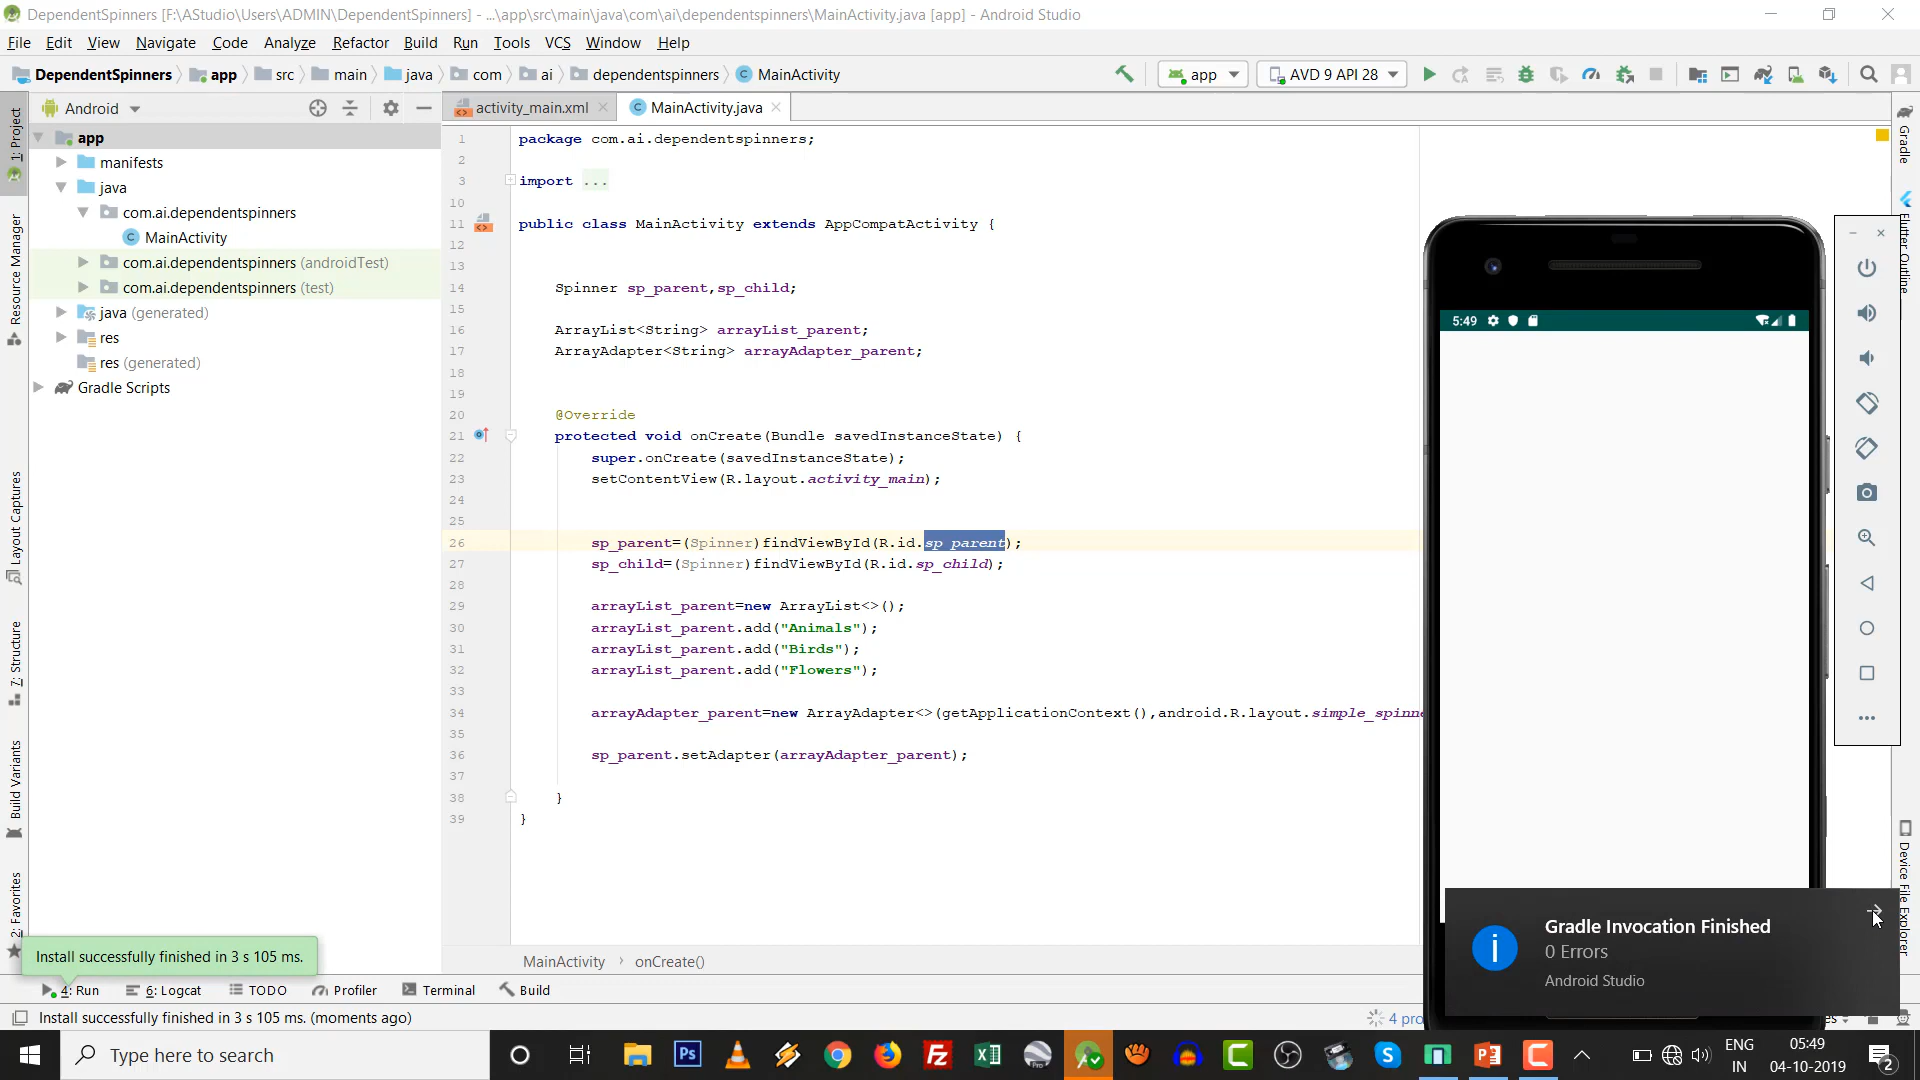 DependentSpinners [F:\AStudio\Users\ADMIN\DependentSpinners] - ...\app\src\main\java\com\ai\dependentspinners\MainActivity.java [app] - Android Studio
File Edit View Navigate Code Analyze Refactor Build Run Tools VCS Window Help
DependentSpinners app src main java com ai dependentspinners MainActivity
app
AVD 9 API 28
Android
activity_main.xml
MainActivity.java
app
manifests
java
com.ai.dependentspinners
MainActivity
com.ai.dependentspinners (androidTest)
com.ai.dependentspinners (test)
java (generated)
res
res (generated)
Gradle Scripts
1: Project
Resource Manager
Layout Captures
7: Structure
Build Variants
2: Favorites
1 package com.ai.dependentspinners;
2
3 import ...
10
11 public class MainActivity extends AppCompatActivity {
12
13
14 Spinner sp_parent,sp_child;
15
16 ArrayList<String> arrayList_parent;
17 ArrayAdapter<String> arrayAdapter_parent;
18
19
20 @Override
21 protected void onCreate(Bundle savedInstanceState) {
22 super.onCreate(savedInstanceState);
23 setContentView(R.layout.activity_main);
24
25
26 sp_parent=(Spinner)findViewById(R.id.sp_parent);
27 sp_child=(Spinner)findViewById(R.id.sp_child);
28
29 arrayList_parent=new ArrayList<>();
30 arrayList_parent.add("Animals");
31 arrayList_parent.add("Birds");
32 arrayList_parent.add("Flowers");
33
34 arrayAdapter_parent=new ArrayAdapter<>(getApplicationContext(),android.R.layout.simple_spinne
35
36 sp_parent.setAdapter(arrayAdapter_parent);
37
38 }
39 }
5:49
Gradle
Flutter Outline
Device File Explorer
Gradle Invocation Finished
0 Errors
Android Studio
Install successfully finished in 3 s 105 ms.
MainActivity › onCreate()
4: Run 6: Logcat TODO Profiler Terminal Build
Install successfully finished in 3 s 105 ms. (moments ago)
4 pro
Type here to search
ENG
IN
05:49
04-10-2019
2